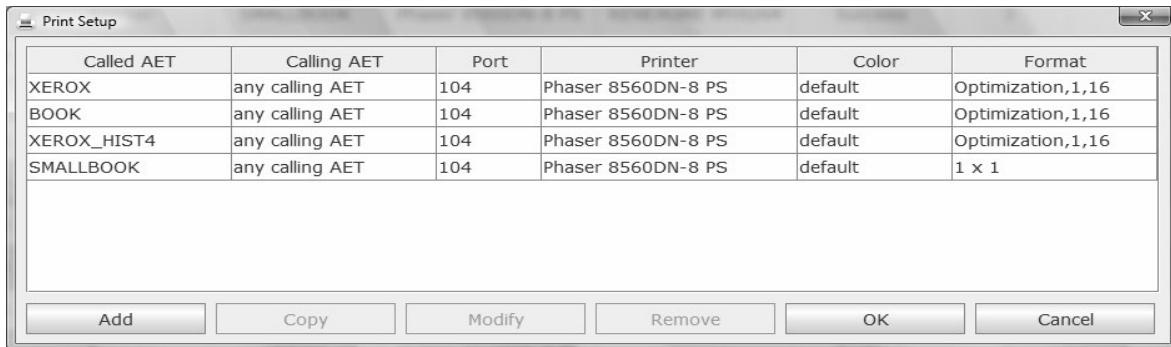 Print Setup
Called AET Calling AET Port Printer Color Format
XEROX any calling AET 104 Phaser 8560DN-8 PS default Optimization,1,16
BOOK any calling AET 104 Phaser 8560DN-8 PS default Optimization,1,16
XEROX_HIST4 any calling AET 104 Phaser 8560DN-8 PS default Optimization,1,16
SMALLBOOK any calling AET 104 Phaser 8560DN-8 PS default 1 x 1
Add Copy Modify Remove OK Cancel